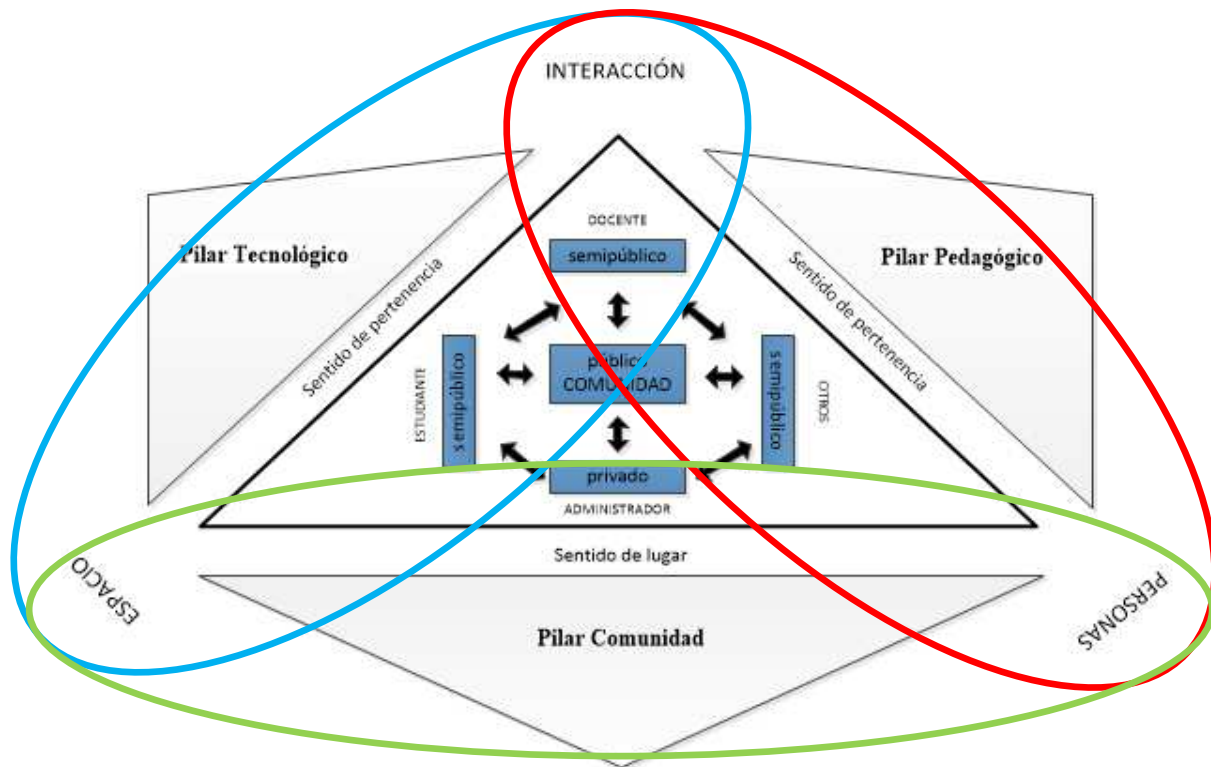 INTERACCIÓN
DOCENTE
semipúblico
Pilar Tecnológico
Pilar Pedagógico
Sentido de pertenencia
Sentido de pertenencia
público
COMUNIDAD
ESTUDIANTE
semipúblico
semipúblico
OTROS
privado
ADMINISTRADOR
Sentido de lugar
ESPACIO
PERSONAS
Pilar Comunidad